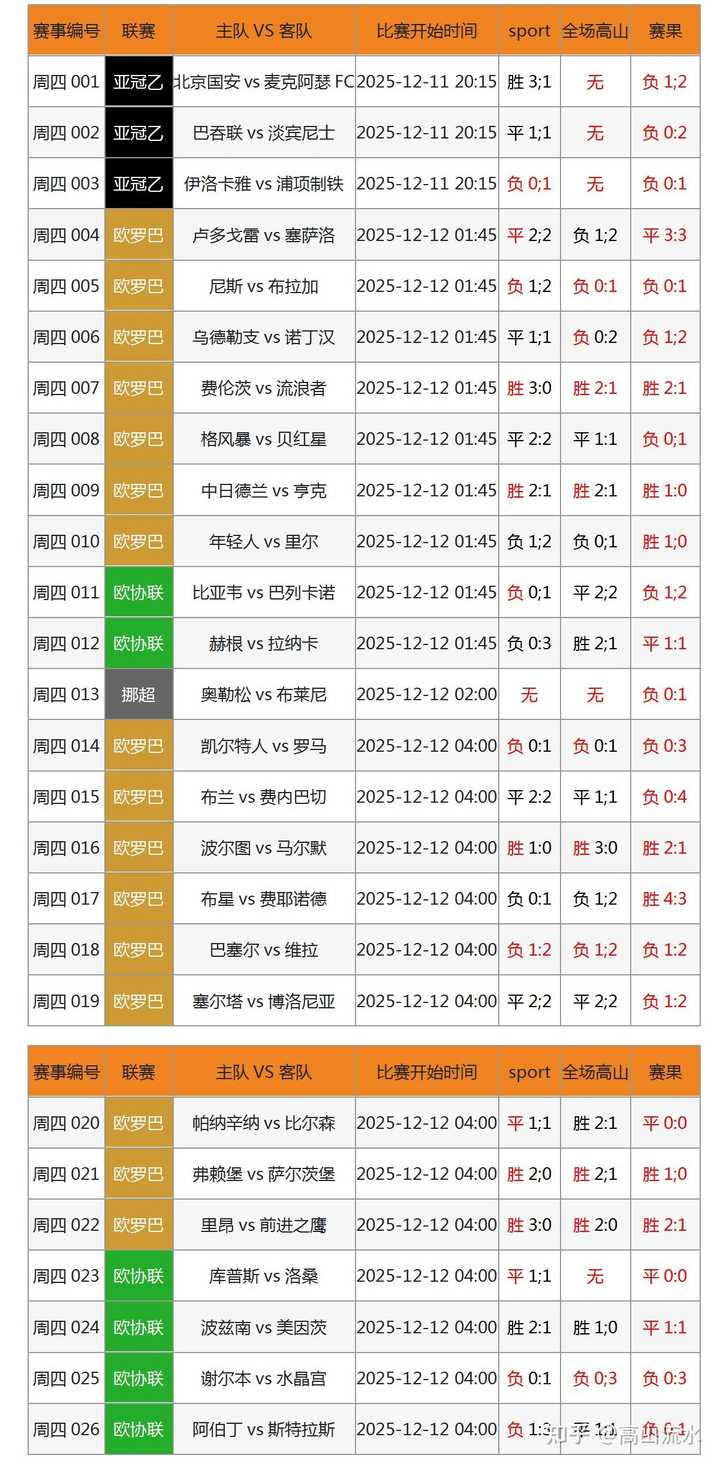 赛事编号 联赛 主队 VS 客队 比赛开始时间 sport 全场高山 赛果
周四 001 亚冠乙 北京国安 vs 麦克阿瑟 FC 2025-12-11 20:15 胜 3;1 无 负 1;2
周四 002 亚冠乙 巴吞联 vs 淡宾尼士 2025-12-11 20:15 平 1;1 无 负 0:2
周四 003 亚冠乙 伊洛卡雅 vs 浦项制铁 2025-12-11 20:15 负 0;1 无 负 0:1
周四 004 欧罗巴 卢多戈雷 vs 塞萨洛 2025-12-12 01:45 平 2;2 负 1;2 平 3:3
周四 005 欧罗巴 尼斯 vs 布拉加 2025-12-12 01:45 负 1;2 负 0:1 负 0:1
周四 006 欧罗巴 乌德勒支 vs 诺丁汉 2025-12-12 01:45 平 1;1 负 0:2 负 1;2
周四 007 欧罗巴 费伦茨 vs 流浪者 2025-12-12 01:45 胜 3:0 胜 2:1 胜 2:1
周四 008 欧罗巴 格风暴 vs 贝红星 2025-12-12 01:45 平 2:2 平 1:1 负 0;1
周四 009 欧罗巴 中日德兰 vs 亨克 2025-12-12 01:45 胜 2:1 胜 2:1 胜 1:0
周四 010 欧罗巴 年轻人 vs 里尔 2025-12-12 01:45 负 1;2 负 0;1 胜 1;0
周四 011 欧协联 比亚韦 vs 巴列卡诺 2025-12-12 01:45 负 0;1 平 2;2 负 1;2
周四 012 欧协联 赫根 vs 拉纳卡 2025-12-12 01:45 负 0:3 胜 2;1 平 1:1
周四 013 挪超 奥勒松 vs 布莱尼 2025-12-12 02:00 无 无 负 0:1
周四 014 欧罗巴 凯尔特人 vs 罗马 2025-12-12 04:00 负 0:1 负 0:1 负 0:3
周四 015 欧罗巴 布兰 vs 费内巴切 2025-12-12 04:00 平 2:2 平 1;1 负 0:4
周四 016 欧罗巴 波尔图 vs 马尔默 2025-12-12 04:00 胜 1:0 胜 3:0 胜 2:1
周四 017 欧罗巴 布星 vs 费耶诺德 2025-12-12 04:00 负 0:1 负 1:2 胜 4:3
周四 018 欧罗巴 巴塞尔 vs 维拉 2025-12-12 04:00 负 1:2 负 1;2 负 1:2
周四 019 欧罗巴 塞尔塔 vs 博洛尼亚 2025-12-12 04:00 平 2;2 平 2;2 负 1:2
赛事编号 联赛 主队 VS 客队 比赛开始时间 sport 全场高山 赛果
周四 020 欧罗巴 帕纳辛纳 vs 比尔森 2025-12-12 04:00 平 1;1 胜 2:1 平 0:0
周四 021 欧罗巴 弗赖堡 vs 萨尔茨堡 2025-12-12 04:00 胜 2;0 胜 2;1 胜 1;0
周四 022 欧罗巴 里昂 vs 前进之鹰 2025-12-12 04:00 胜 3:0 胜 2:0 胜 2:1
周四 023 欧协联 库普斯 vs 洛桑 2025-12-12 04:00 平 1;1 无 平 0:0
周四 024 欧协联 波兹南 vs 美因茨 2025-12-12 04:00 胜 2:1 胜 1;0 平 1:1
周四 025 欧协联 谢尔本 vs 水晶宫 2025-12-12 04:00 负 0:1 负 0;3 负 0:3
周四 026 欧协联 阿伯丁 vs 斯特拉斯 2025-12-12 04:00 负 平 负 0:1
知乎 @高山流水